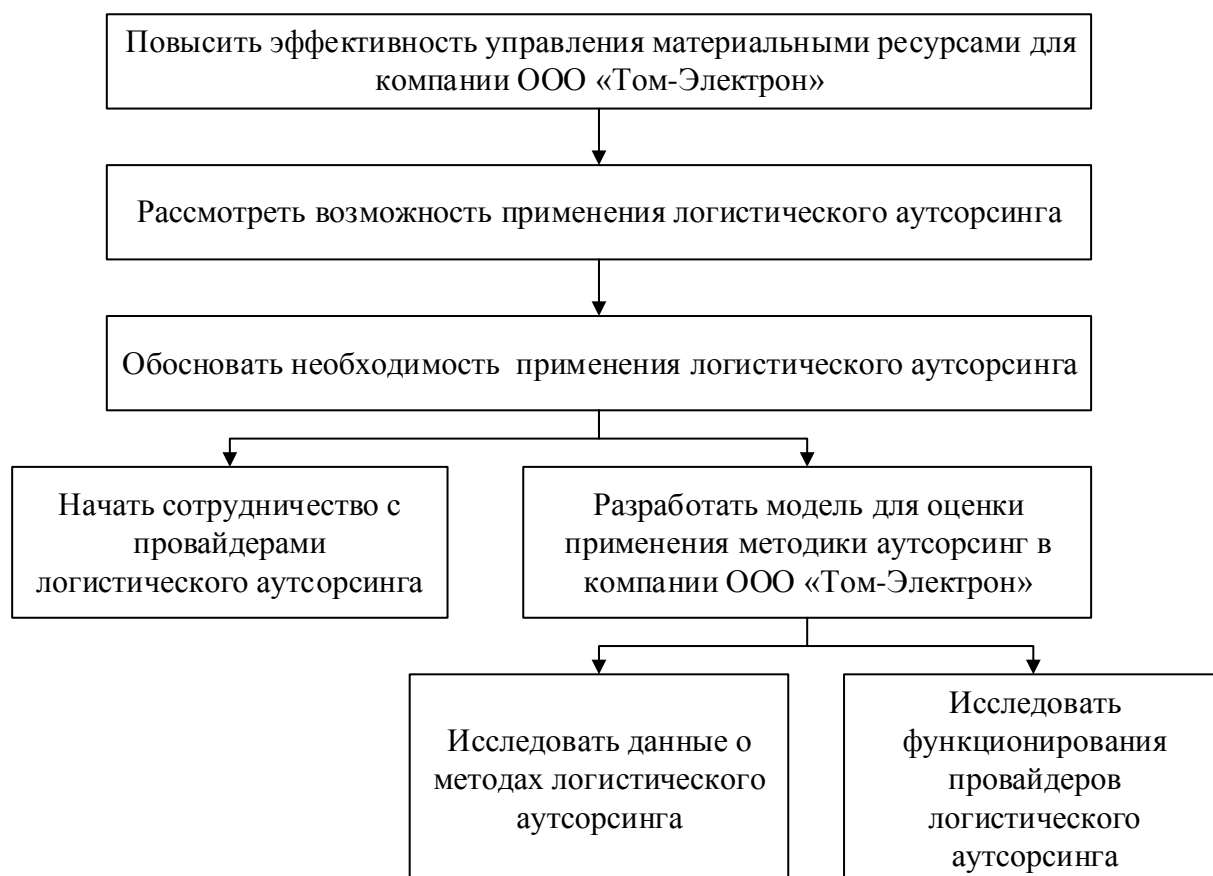 Повысить эффективность управления материальными ресурсами для
компании ООО «Том-Электрон»
Рассмотреть возможность применения логистического аутсорсинга
Обосновать необходимость  применения логистического аутсорсинга
Начать сотрудничество с
провайдерами
логистического аутсорсинга
Разработать модель для оценки
применения методики аутсорсинг в
компании ООО «Том-Электрон»
Исследовать данные о
методах логистического
аутсорсинга
Исследовать
функционирования
провайдеров
логистического
аутсорсинга